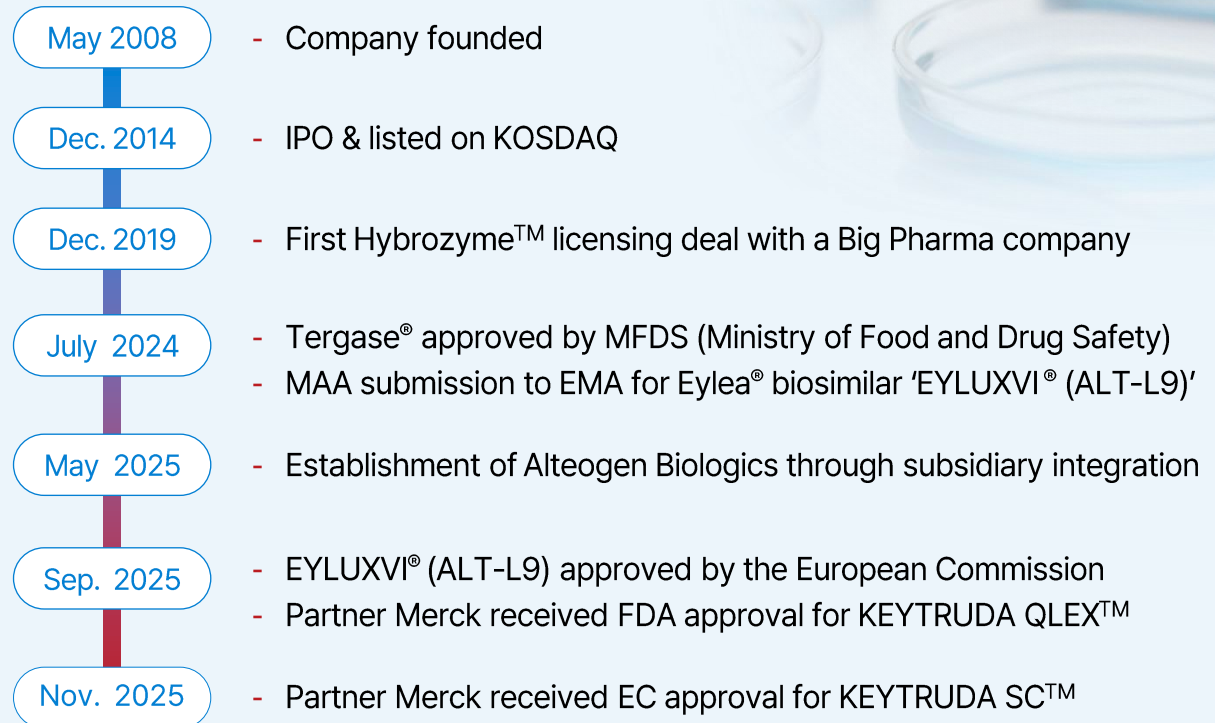 May 2008
- Company founded
Dec. 2014
- IPO & listed on KOSDAQ
Dec. 2019
- First Hybrozyme™ licensing deal with a Big Pharma company
July 2024
- Tergase® approved by MFDS (Ministry of Food and Drug Safety)
- MAA submission to EMA for Eylea® biosimilar ‘EYLUXVI® (ALT-L9)’
May 2025
- Establishment of Alteogen Biologics through subsidiary integration
Sep. 2025
- EYLUXVI® (ALT-L9) approved by the European Commission
- Partner Merck received FDA approval for KEYTRUDA QLEX™
Nov. 2025
- Partner Merck received EC approval for KEYTRUDA SC™